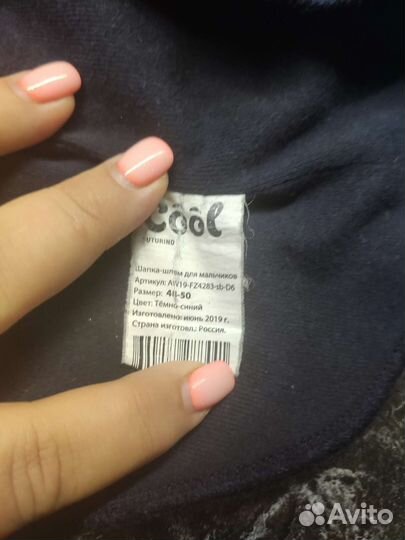 Cool
FUTURINO
Шапка-шлем для мальчиков
Артикул: AW19-FZ4283-sb-D6
Размер: 48-50
Цвет: Тёмно-синий
Изготовлено: июнь 2019 г.
Страна изготовл.: Россия.
Avito